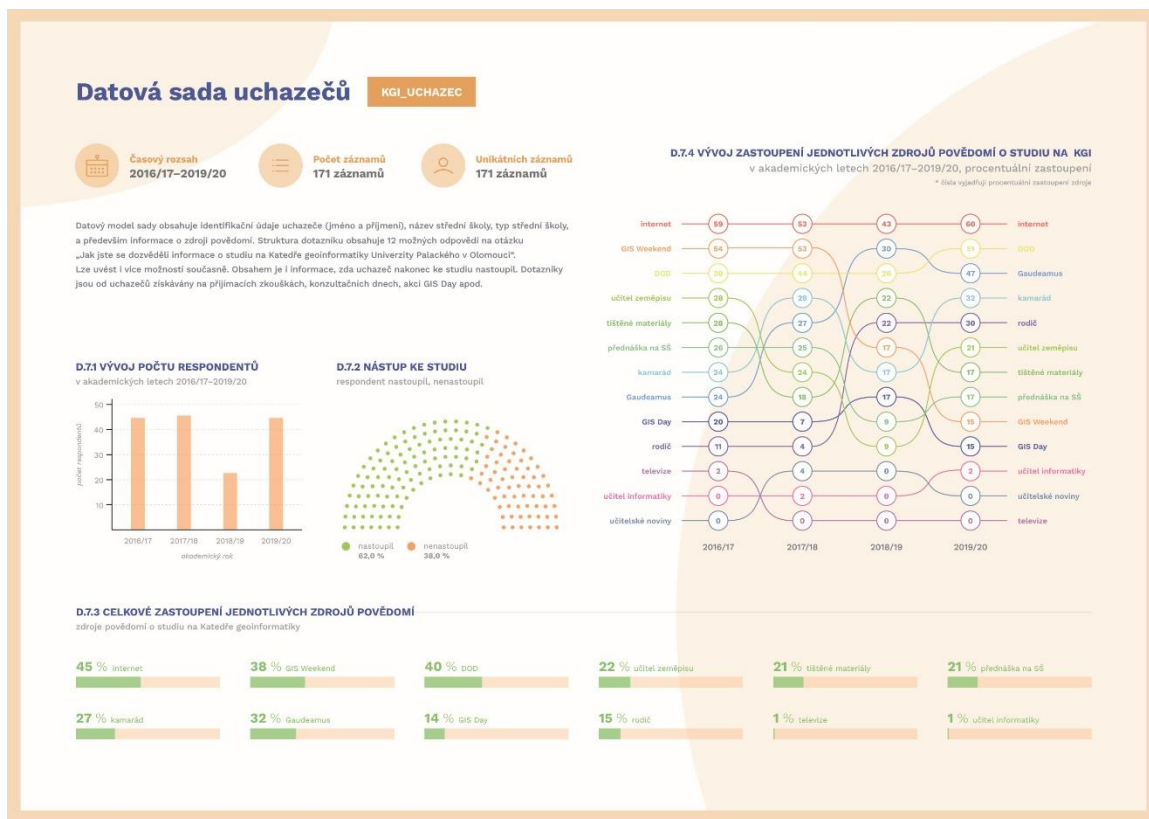 Datová sada uchazečů
KGI_UCHAZEC
Časový rozsah
2016/17–2019/20
Počet záznamů
171 záznamů
Unikátních záznamů
171 záznamů
Datový model sady obsahuje identifikační údaje uchazeče (jméno a příjmení), název střední školy, typ střední školy,
a především informace o zdroji povědomí. Struktura dotazníku obsahuje 12 možných odpovědí na otázku
„Jak jste se dozvěděli informace o studiu na Katedře geoinformatiky Univerzity Palackého v Olomouci“.
Lze uvést i více možností současně. Obsahem je i informace, zda uchazeč nakonec ke studiu nastoupil. Dotazníky
jsou od uchazečů získávány na přijímacích zkouškách, konzultačních dnech, akci GIS Day apod.
D.7.1 VÝVOJ POČTU RESPONDENTŮ
v akademických letech 2016/17–2019/20
počet respondentů
50
40
30
20
10
2016/17 2017/18 2018/19 2019/20
akademický rok
D.7.2 NÁSTUP KE STUDIU
respondent nastoupil, nenastoupil
nastoupil nenastoupil
62,0 % 38,0 %
D.7.4 VÝVOJ ZASTOUPENÍ JEDNOTLIVÝCH ZDROJŮ POVĚDOMÍ O STUDIU NA KGI
v akademických letech 2016/17–2019/20, procentuální zastoupení
* čísla vyjadřují procentuální zastoupení zdroje
internet 59 53 43 60 internet
GIS Weekend 54 53 30 51 DOD
DOD 44 47 Gaudeamus
učitel zeměpisu 28 39 22 32 kamarád
tištěné materiály 28 27 22 30 rodič
přednáška na SŠ 26 25 17 21 učitel zeměpisu
kamarád 24 24 17 17 tištěné materiály
Gaudeamus 24 18 17 17 přednáška na SŠ
GIS Day 20 7 9 15 GIS Weekend
rodič 11 4 9 15 GIS Day
televize 2 4 0 2 učitel informatiky
učitel informatiky 0 2 0 0 učitelské noviny
učitelské noviny 0 0 0 0 televize
2016/17 2017/18 2018/19 2019/20
D.7.3 CELKOVÉ ZASTOUPENÍ JEDNOTLIVÝCH ZDROJŮ POVĚDOMÍ
zdroje povědomí o studiu na Katedře geoinformatiky
45 % internet
38 % GIS Weekend
40 % DOD
22 % učitel zeměpisu
21 % tištěné materiály
21 % přednáška na SŠ
27 % kamarád
32 % Gaudeamus
14 % GIS Day
15 % rodič
1 % televize
1 % učitel informatiky